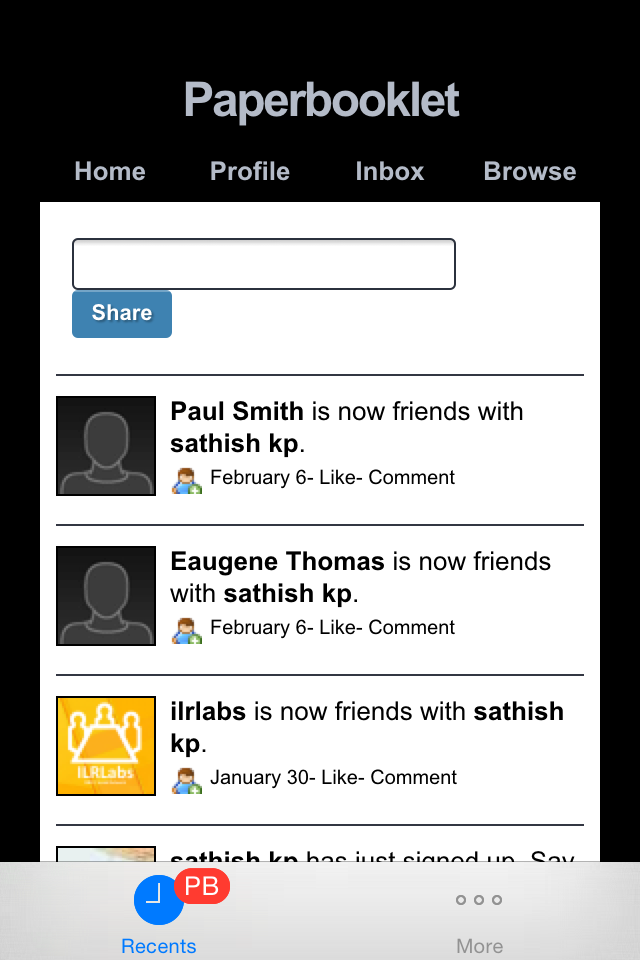 Paperbooklet
Home Profile Inbox Browse
Share
Paul Smith is now friends with
sathish kp.
February 6- Like- Comment
Eaugene Thomas is now friends
with sathish kp.
February 6- Like- Comment
ILRLabs
ilrlabs is now friends with sathish
kp.
January 30- Like- Comment
sathish kp has just signed up. Say
PB
Recents More